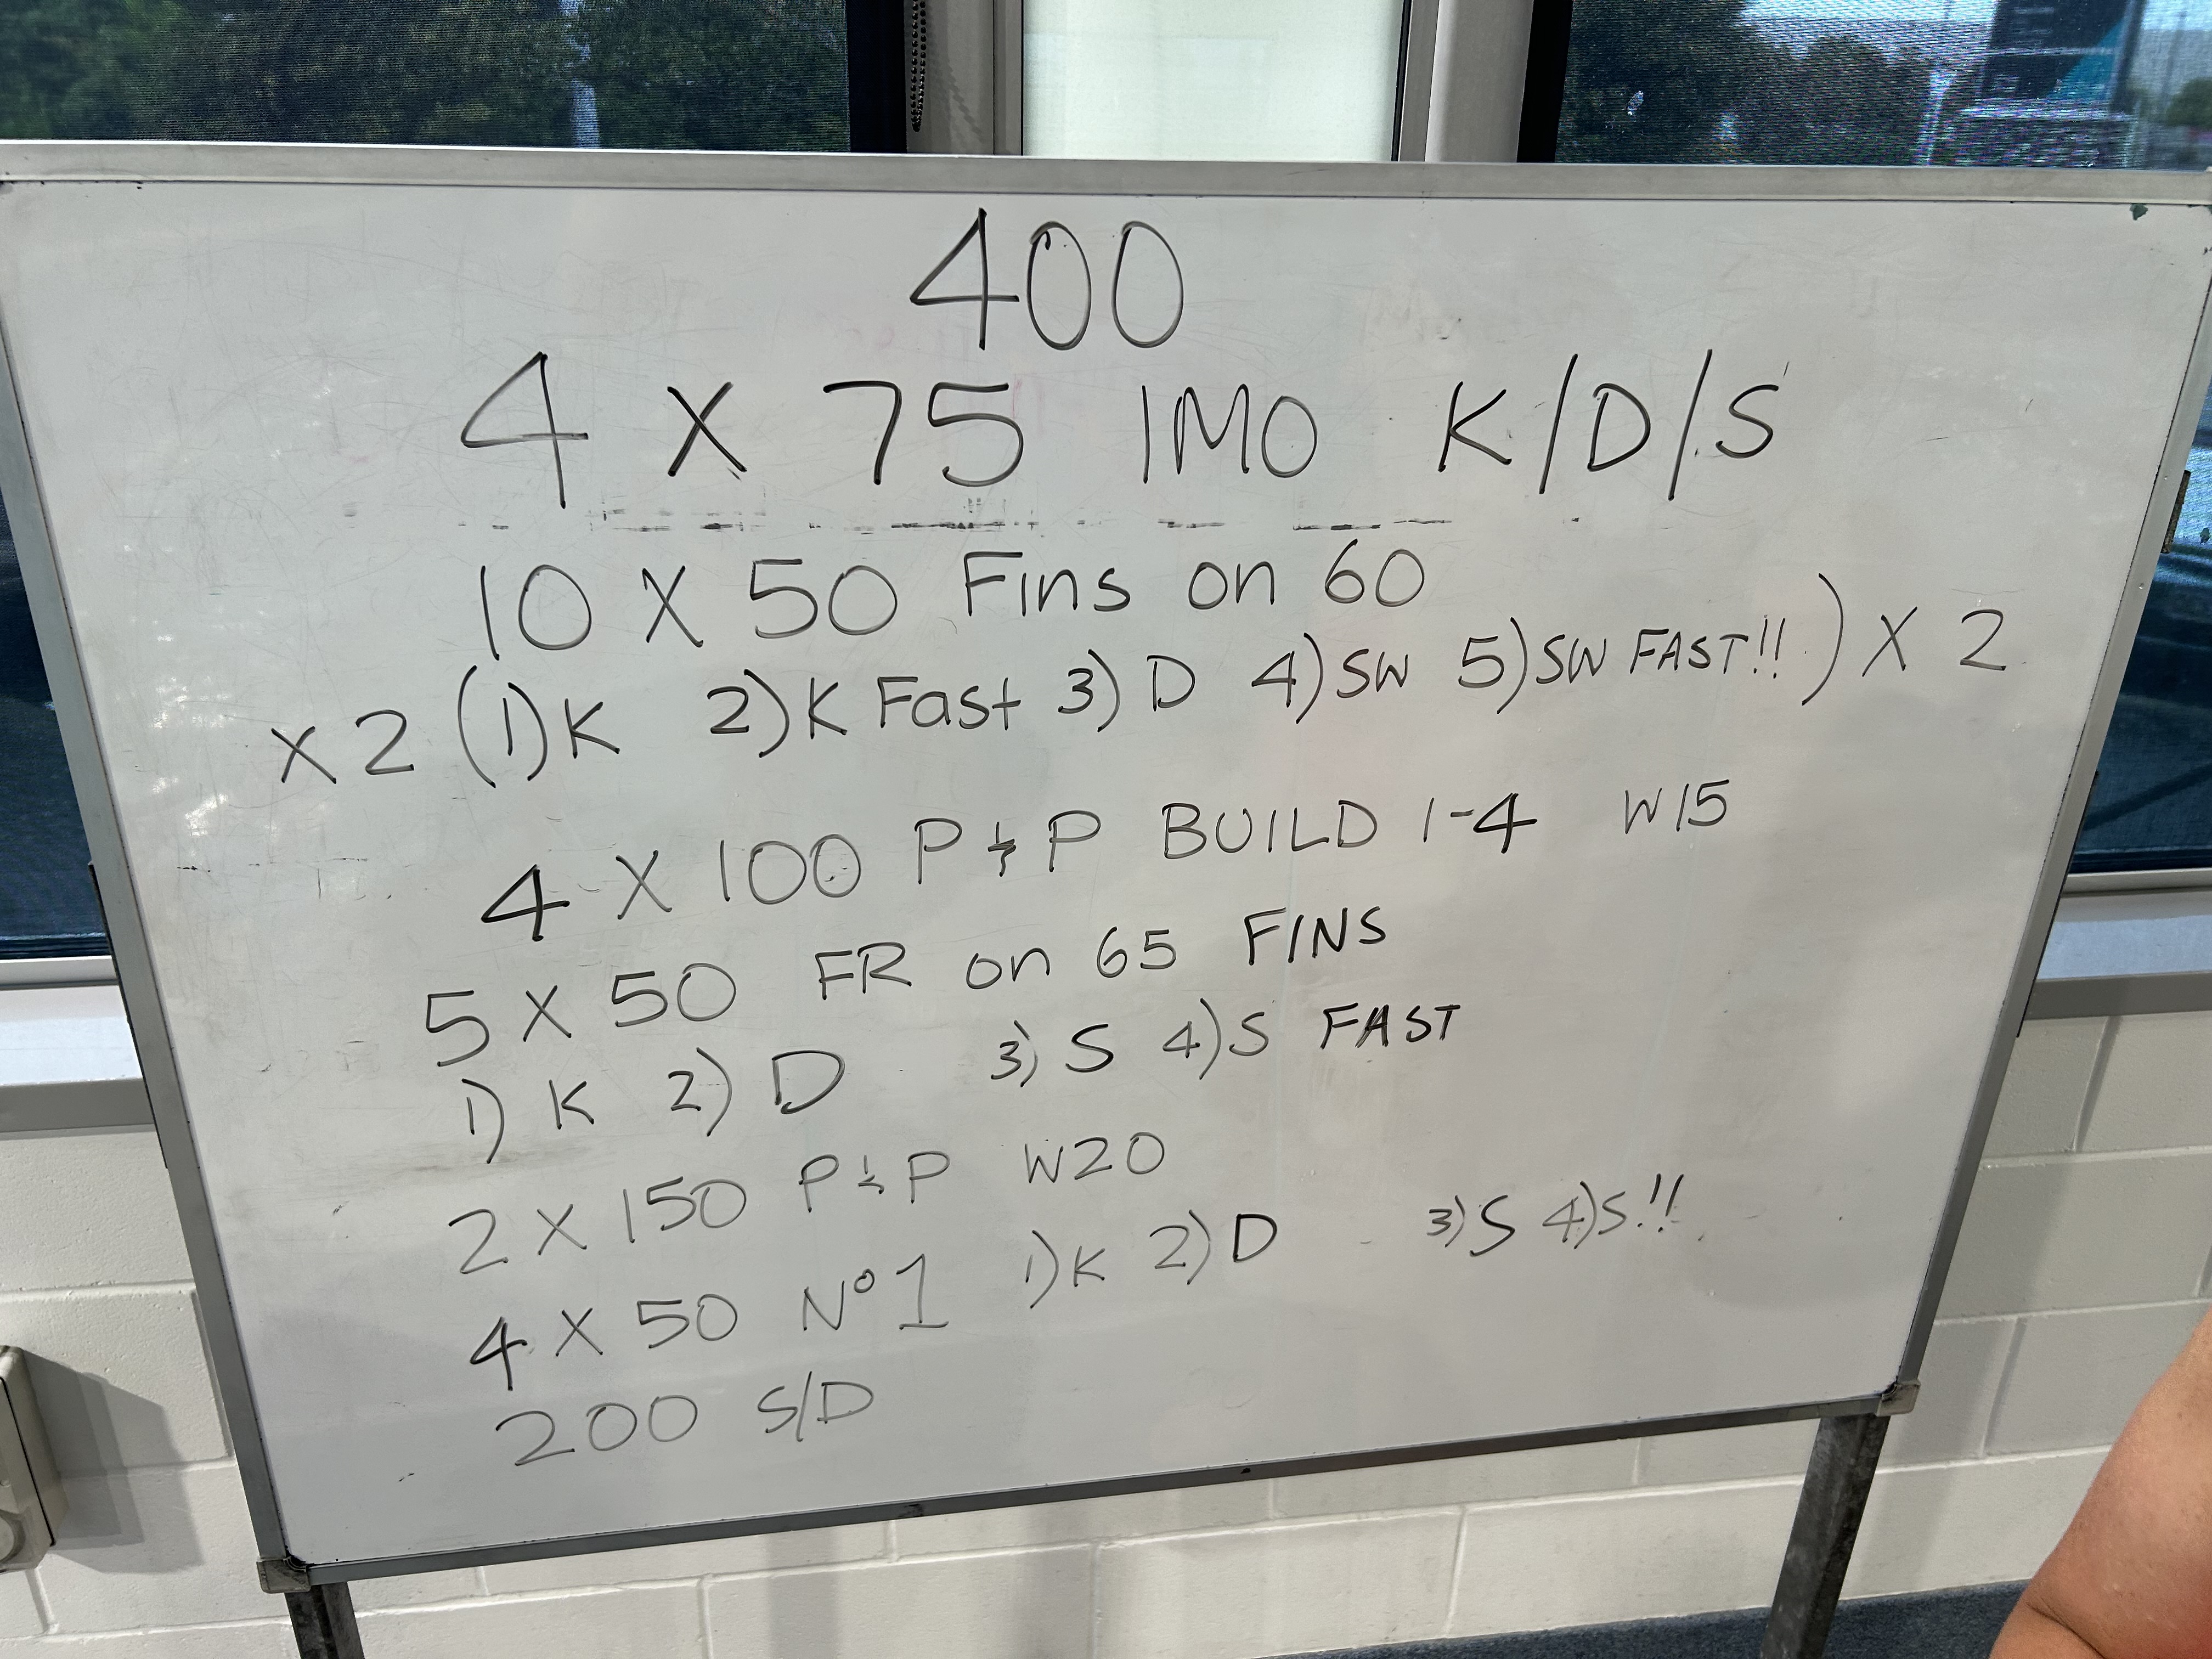 400
4 X 75 IMO K/D/S
10 X 50 Fins on 60
X 2 (1) K 2) K Fast 3) D 4) SW 5) SW FAST!!) X 2
4 X 100 P & P BUILD 1-4 W15
5 X 50 FR on 65 FINS
1) K 2) D 3) S 4) S FAST
2 X 150 P & P W20
4 X 50 Nº1 1) K 2) D 3) S 4) S!!
200 S/D